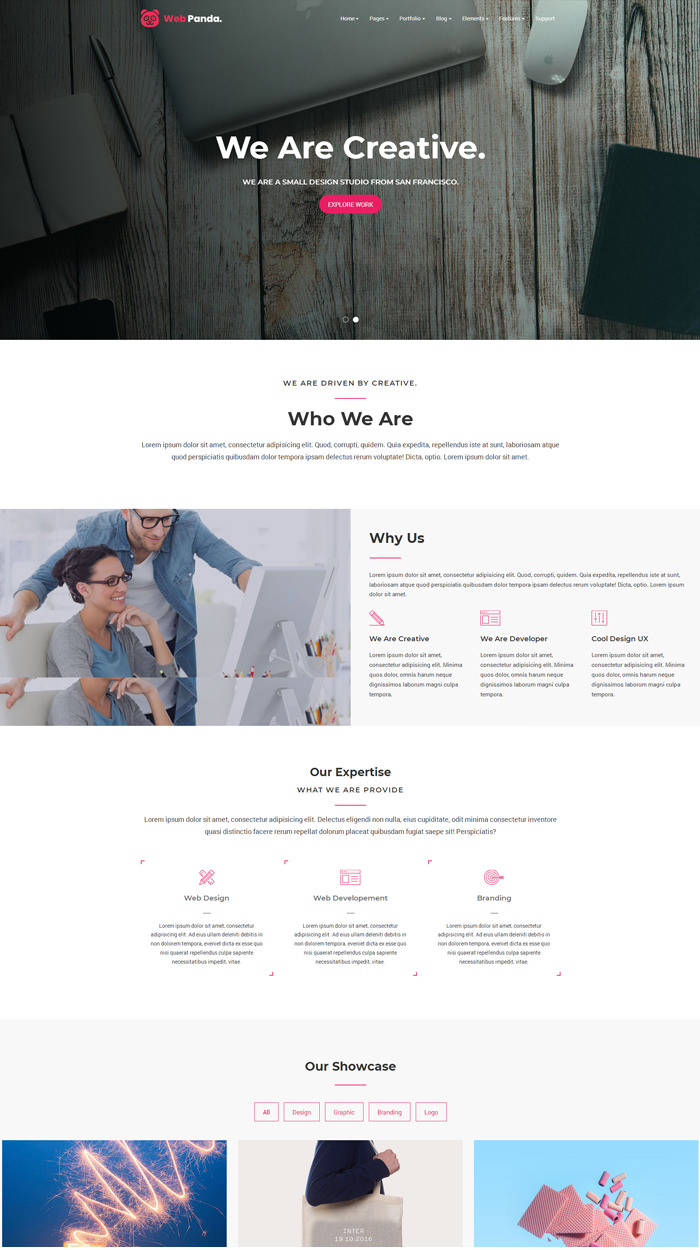 Web Panda.
Home Pages Portfolio Blog Elements Features Support
We Are Creative.
WE ARE A SMALL DESIGN STUDIO FROM SAN FRANCISCO.
EXPLORE WORK
WE ARE DRIVEN BY CREATIVE.
Who We Are
Lorem ipsum dolor sit amet, consectetur adipisicing elit. Quod, corrupti, quidem. Quia expedita, repellendus iste at sunt, laboriosam atque
quod perspiciatis quibusdam dolor tempora ipsam delectus rerum voluptate! Dicta, optio. Lorem ipsum dolor sit amet.
Why Us
Lorem ipsum dolor sit amet, consectetur adipisicing elit. Quod, corrupti, quidem. Quia expedita, repellendus iste at sunt,
laboriosam atque quod perspiciatis quibusdam dolor tempora ipsam delectus rerum voluptate! Dicta, optio. Lorem ipsum
dolor sit amet.
We Are Creative
Lorem ipsum dolor sit amet,
consectetur adipisicing elit. Minima
quos dolor, omnis harum neque
dignissimos laborum magni culpa
tempora.
We Are Developer
Lorem ipsum dolor sit amet,
consectetur adipisicing elit. Minima
quos dolor, omnis harum neque
dignissimos laborum magni culpa
tempora.
Cool Design UX
Lorem ipsum dolor sit amet,
consectetur adipisicing elit. Minima
quos dolor, omnis harum neque
dignissimos laborum magni culpa
tempora.
Our Expertise
WHAT WE ARE PROVIDE
Lorem ipsum dolor sit amet, consectetur adipisicing elit. Delectus eligendi non nulla, eius cupiditate, odit minima consectetur inventore
quasi distinctio facere rerum repellat dolorum placeat quibusdam fugiat saepe sit! Perspiciatis?
Web Design
Lorem ipsum dolor sit amet, consectetur
adipisicing elit. Ad eius ullam deleniti debitis in
non dolorem tempora, eveniet dicta ex esse quo
nisi quaerat repellendus culpa sapiente
necessitatibus impedit, vitae.
Web Developement
Lorem ipsum dolor sit amet, consectetur
adipisicing elit. Ad eius ullam deleniti debitis in
non dolorem tempora, eveniet dicta ex esse quo
nisi quaerat repellendus culpa sapiente
necessitatibus impedit, vitae.
Branding
Lorem ipsum dolor sit amet, consectetur
adipisicing elit. Ad eius ullam deleniti debitis in
non dolorem tempora, eveniet dicta ex esse quo
nisi quaerat repellendus culpa sapiente
necessitatibus impedit, vitae.
Our Showcase
All Design Graphic Branding Logo
INTER
19.10.2016